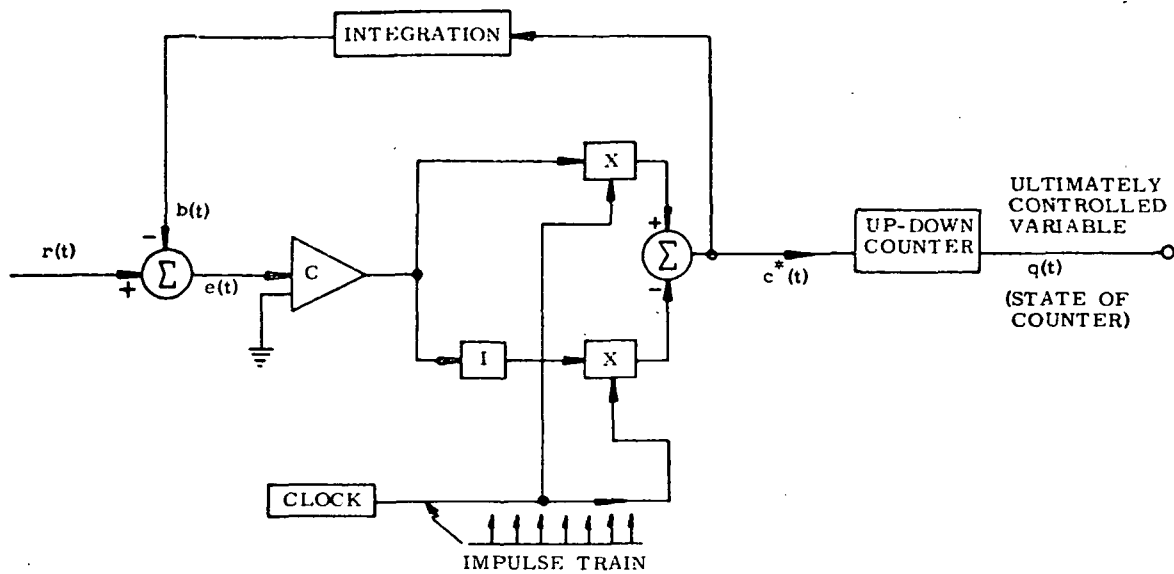 INTEGRATION
b(t)
-
r(t)
+
Σ
e(t)
C
X
I
X
+
Σ
-
c*(t)
UP-DOWN
COUNTER
ULTIMATELY
CONTROLLED
VARIABLE
q(t)
(STATE OF
COUNTER)
CLOCK
IMPULSE TRAIN